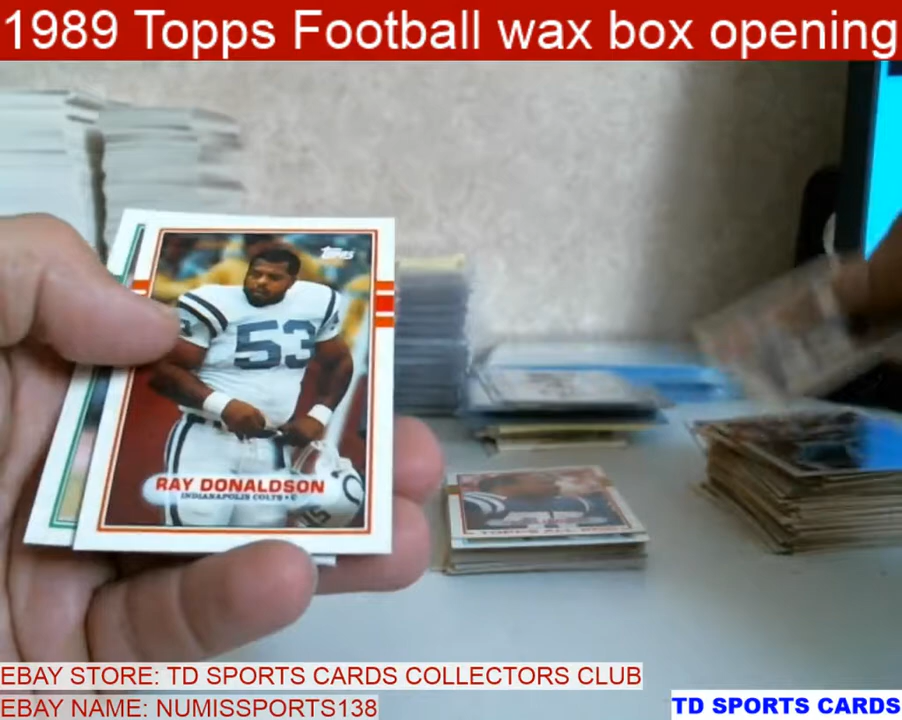 1989 Topps Football wax box opening
Topps
53
RAY DONALDSON
INDIANAPOLIS COLTS • C
EBAY STORE: TD SPORTS CARDS COLLECTORS CLUB
EBAY NAME: NUMISSPORTS138
TD SPORTS CARDS